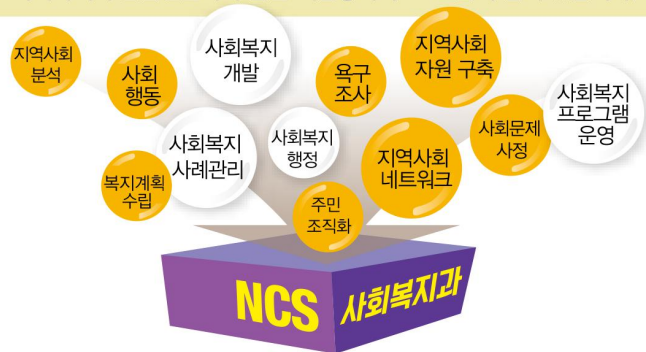 지역사회
분석
사회
행동
사회복지
개발
욕구
조사
지역사회
자원 구축
사회복지
프로그램
운영
사회복지
사례관리
사회복지
행정
지역사회
네트워크
사회문제
사정
복지계획
수립
주민
조직화
NCS 사회복지과